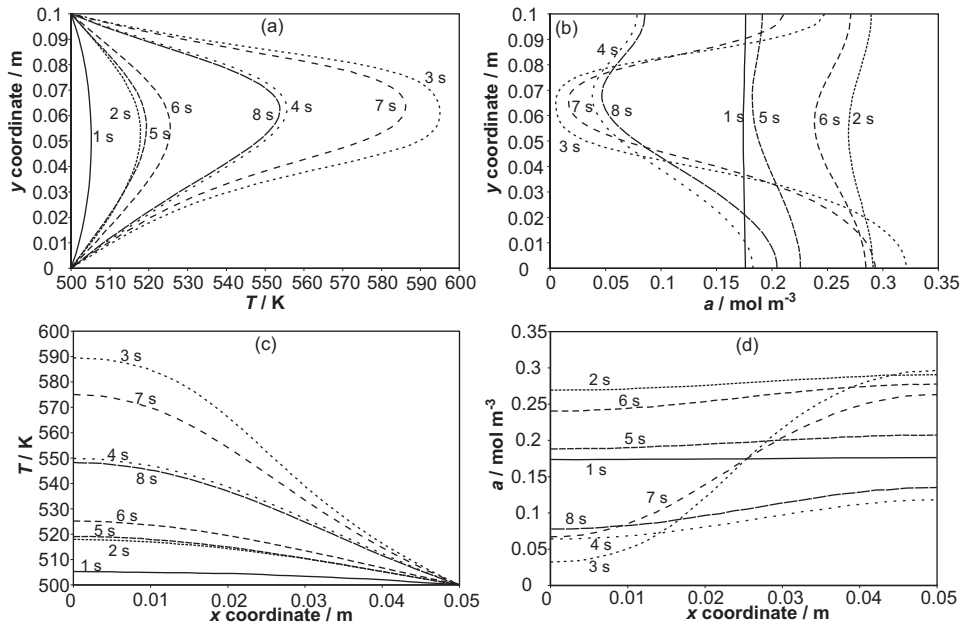 (a)
0.1
0.09
0.08
0.07
0.06
0.05
0.04
0.03
0.02
0.01
0
y coordinate / m
1 s
2 s
5 s
6 s
8 s
4 s
7 s
3 s
500 510 520 530 540 550 560 570 580 590 600
T / K
(b)
0.1
0.09
0.08
0.07
0.06
0.05
0.04
0.03
0.02
0.01
0
y coordinate / m
4 s
7 s
8 s
3 s
1 s
5 s
6 s
2 s
0 0.05 0.1 0.15 0.2 0.25 0.3 0.35
a / mol m-3
(c)
600
590
580
570
560
550
540
530
520
510
500
T / K
3 s
7 s
4 s
8 s
6 s
5 s
2 s
1 s
0 0.01 0.02 0.03 0.04 0.05
x coordinate / m
(d)
0.35
0.3
0.25
0.2
0.15
0.1
0.05
0
a / mol m-3
2 s
6 s
5 s
1 s
7 s
8 s
4 s
3 s
0 0.01 0.02 0.03 0.04 0.05
x coordinate / m